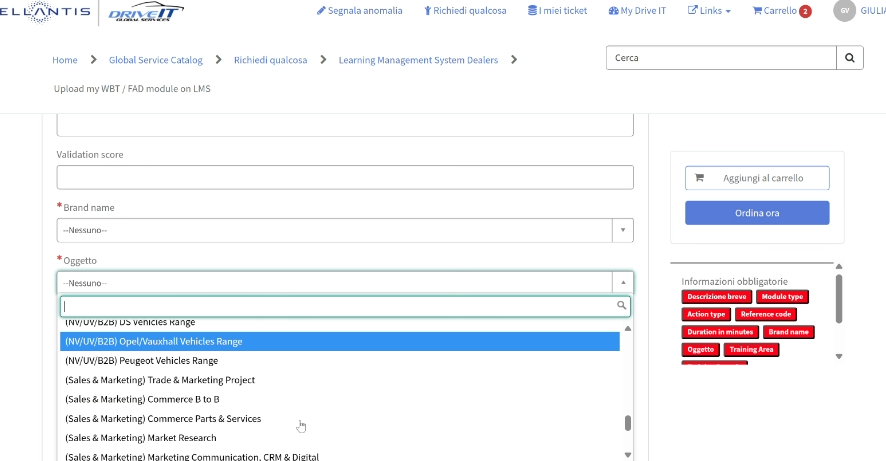 ELLANTIS DRIVEIT GLOBAL SERVICES Segnala anomalia Richiedi qualcosa I miei ticket My Drive IT Links Carrello 2 GV GIULIA
Home Global Service Catalog Richiedi qualcosa Learning Management System Dealers Cerca
Upload my WBT / FAD module on LMS
Validation score
Aggiungi al carrello
Brand name
Ordina ora
--Nessuno--
Oggetto
--Nessuno--
Informazioni obbligatorie
Descrizione breve Module type
Action type Reference code
Duration in minutes Brand name
Oggetto Training Area
(NV/UV/B2B) DS Vehicles Range
(NV/UV/B2B) Opel/Vauxhall Vehicles Range
(NV/UV/B2B) Peugeot Vehicles Range
(Sales & Marketing) Trade & Marketing Project
(Sales & Marketing) Commerce B to B
(Sales & Marketing) Commerce Parts & Services
(Sales & Marketing) Market Research
(Sales & Marketing) Marketing Communication, CRM & Digital